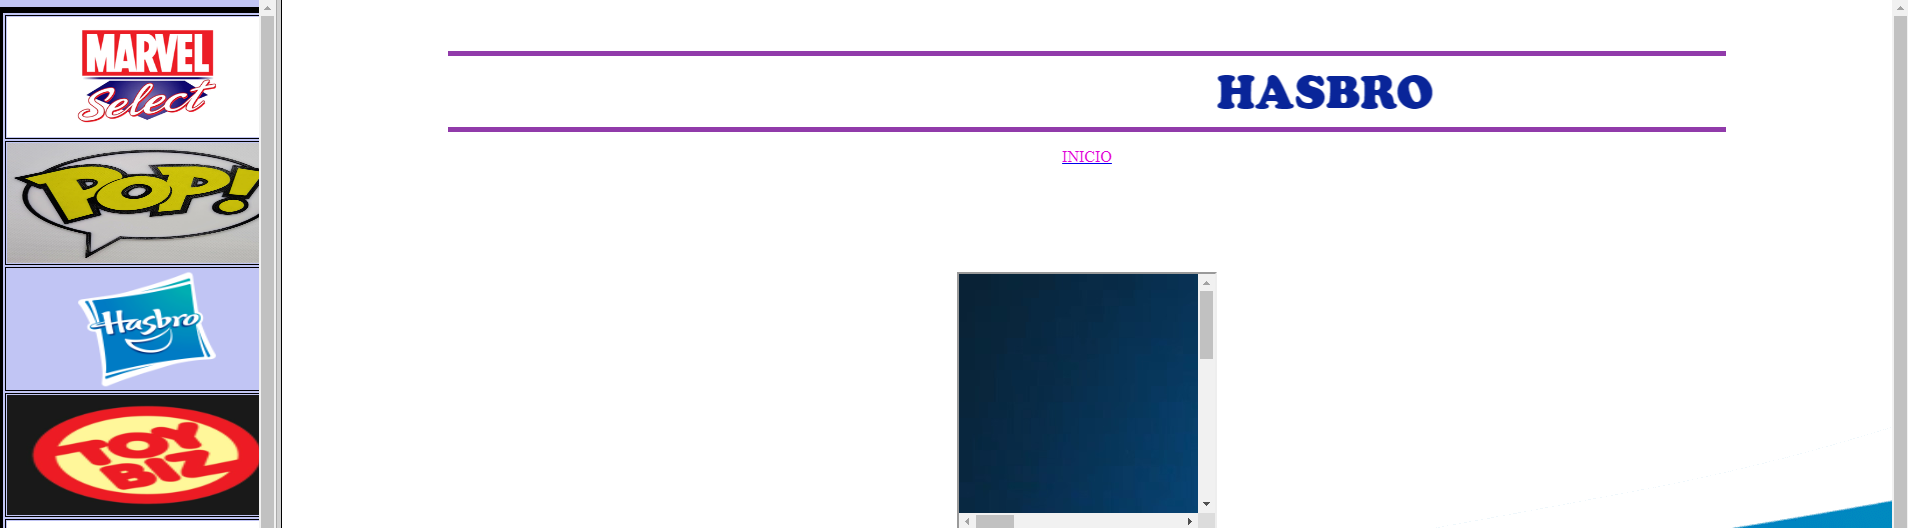 MARVEL
Select
POP!
Hasbro
TOY
BIZ
HASBRO
INICIO